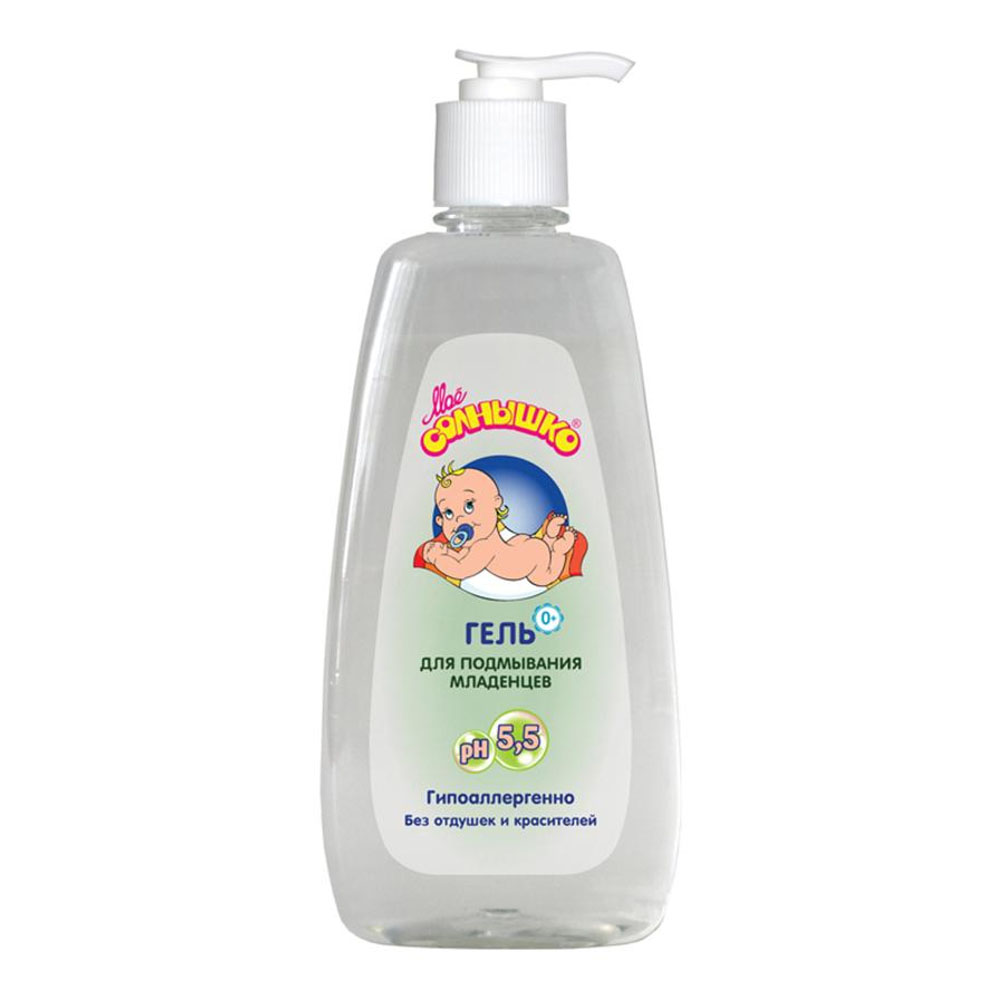 Моё
СОЛНЫШКО®
ГЕЛЬ 0+
ДЛЯ ПОДМЫВАНИЯ
МЛАДЕНЦЕВ
pH 5,5
Гипоаллергенно
Без отдушек и красителей